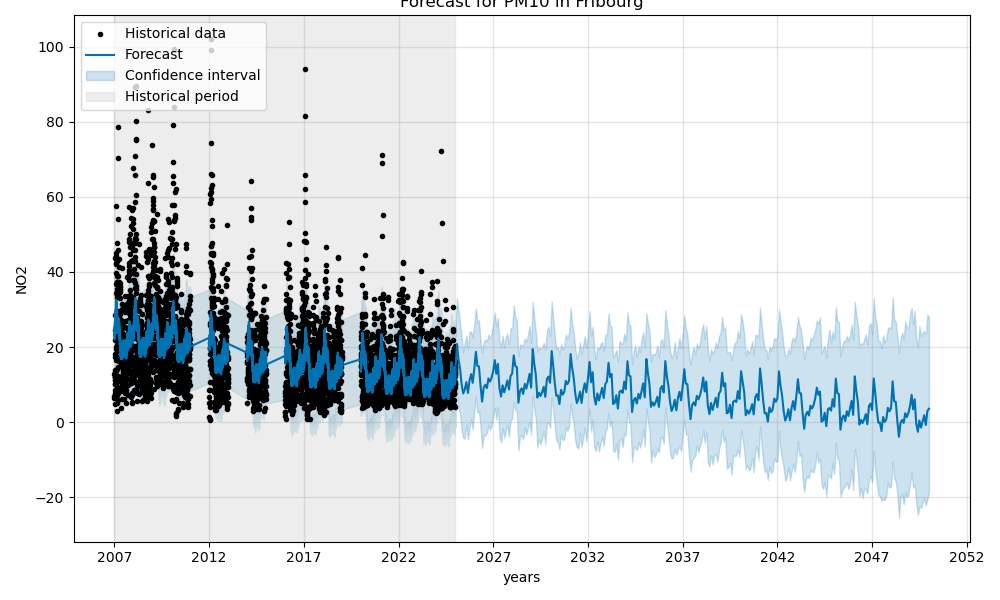 Forecast for PM10 in Fribourg
Historical data
Forecast
Confidence interval
Historical period
100
80
60
40
20
0
−20
NO2
2007 2012 2017 2022 2027 2032 2037 2042 2047 2052
years